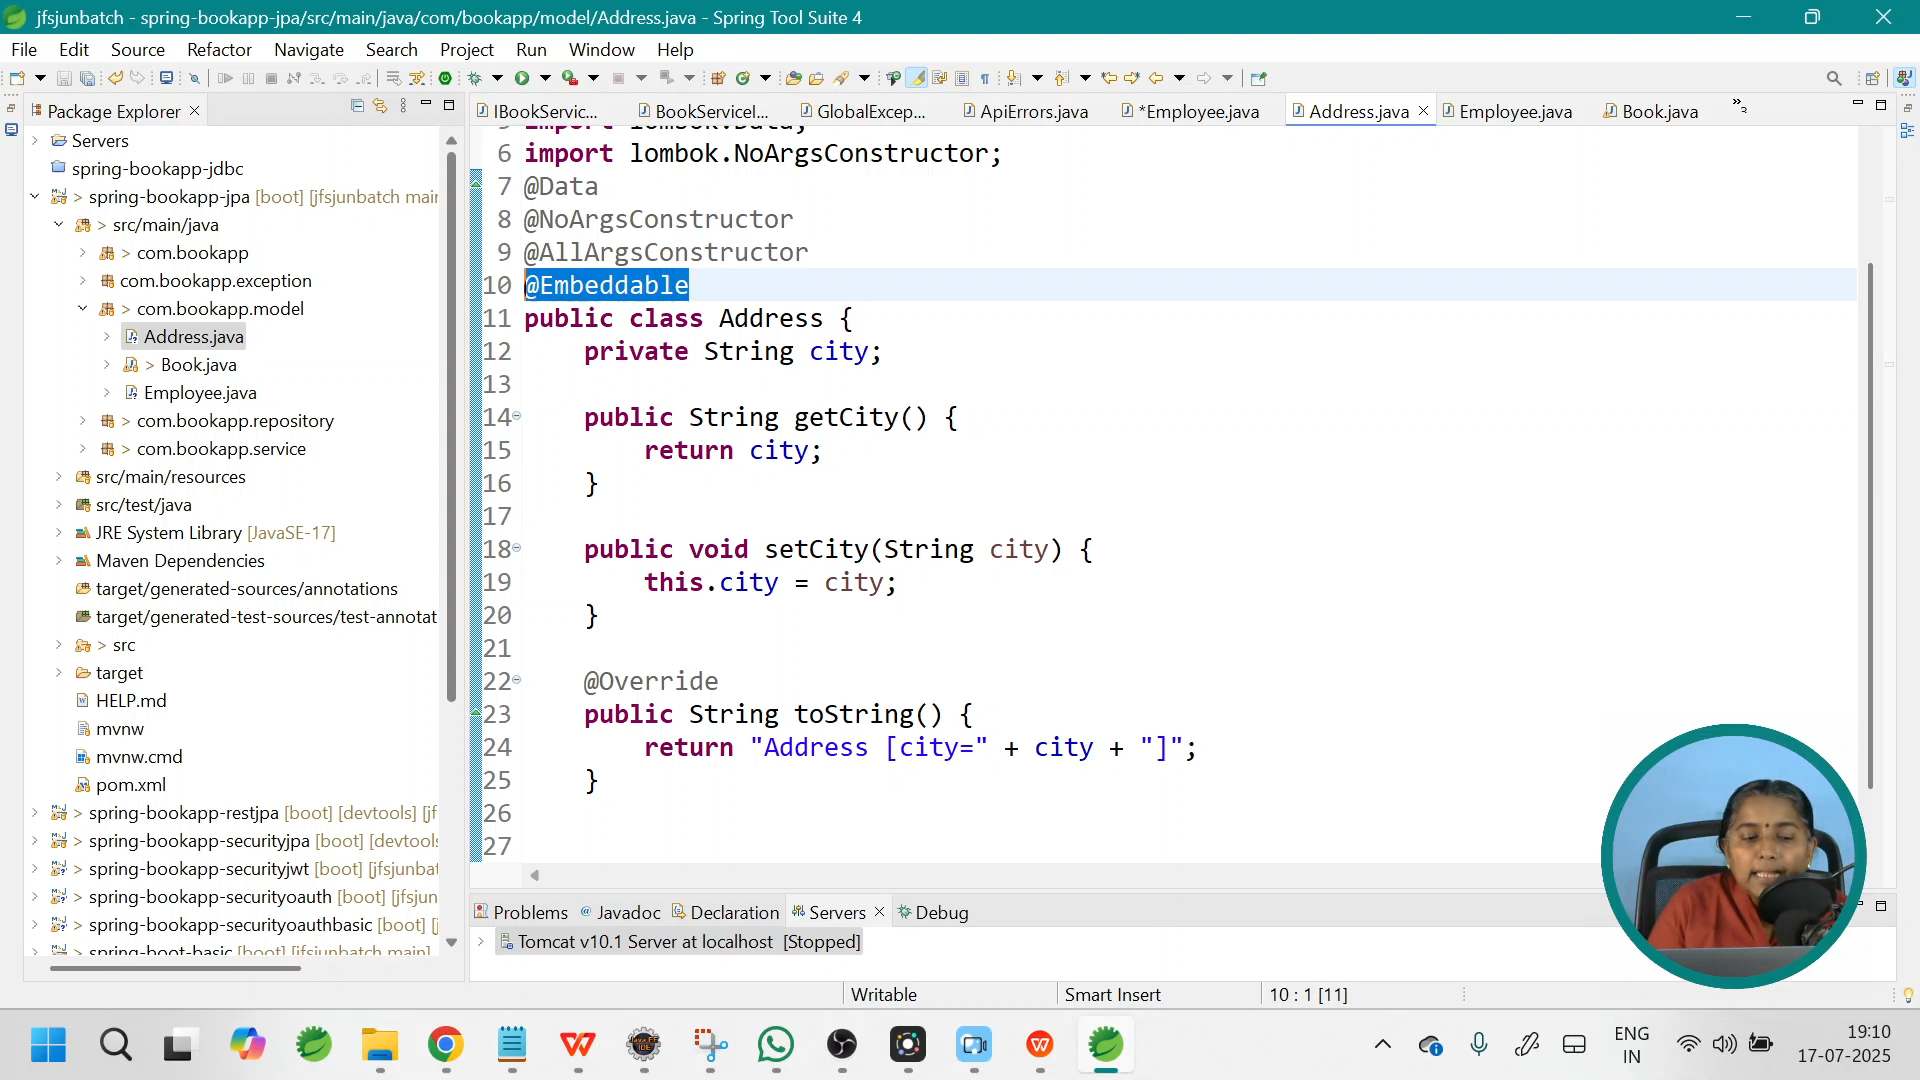 jfsjunbatch - spring-bookapp-jpa/src/main/java/com/bookapp/model/Address.java - Spring Tool Suite 4
File Edit Source Refactor Navigate Search Project Run Window Help
Package Explorer
IBookServic... BookServiceI... GlobalExcep... ApiErrors.java *Employee.java Address.java Employee.java Book.java
Servers
spring-bookapp-jdbc
> spring-bookapp-jpa [boot] [jfsjunbatch mair
> src/main/java
> com.bookapp
com.bookapp.exception
> com.bookapp.model
Address.java
> Book.java
Employee.java
> com.bookapp.repository
> com.bookapp.service
src/main/resources
src/test/java
JRE System Library [JavaSE-17]
Maven Dependencies
target/generated-sources/annotations
target/generated-test-sources/test-annotat
> src
target
HELP.md
mvnw
mvnw.cmd
pom.xml
> spring-bookapp-restjpa [boot] [devtools] [jf
> spring-bookapp-securityjpa [boot] [devtools
> spring-bookapp-securityjwt [boot] [jfsjunbat
> spring-bookapp-securityoauth [boot] [jfsjun
> spring-bookapp-securityoauthbasic [boot] [j
> spring-boot-basic [boot] [jfsjunbatch main]
5 import lombok.Data;
6 import lombok.NoArgsConstructor;
7 @Data
8 @NoArgsConstructor
9 @AllArgsConstructor
10 @Embeddable
11 public class Address {
12 private String city;
13
14 public String getCity() {
15 return city;
16 }
17
18 public void setCity(String city) {
19 this.city = city;
20 }
21
22 @Override
23 public String toString() {
24 return "Address [city=" + city + "]";
25 }
26
27
Problems Javadoc Declaration Servers Debug
Tomcat v10.1 Server at localhost [Stopped]
Writable Smart Insert 10 : 1 [11]
ENG
IN
19:10
17-07-2025